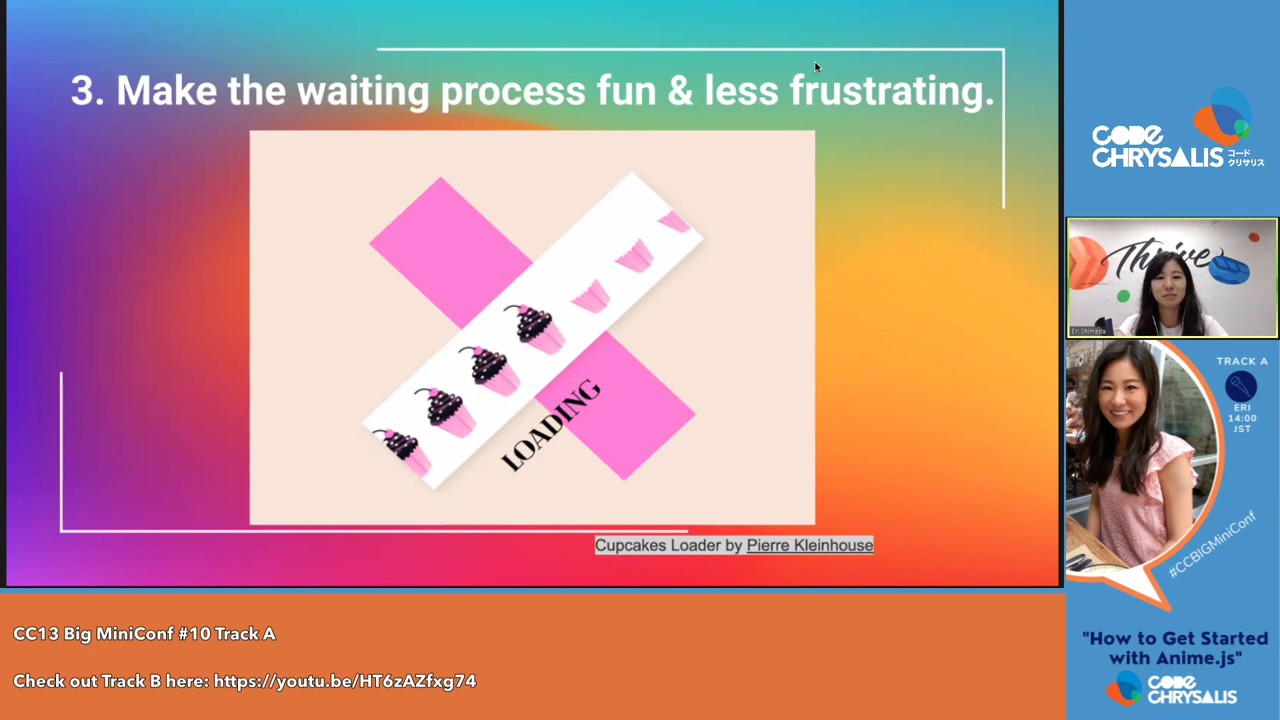 3. Make the waiting process fun & less frustrating.
LOADING
Cupcakes Loader by Pierre Kleinhouse
CC13 Big MiniConf #10 Track A
Check out Track B here: https://youtu.be/HT6zAZfxg74
CODE
CHRYSALIS
コード
クリサリス
Thrive
Eri Shimada
TRACK A
ERI
14:00
JST
#CCBIGMiniConf
"How to Get Started
with Anime.js"
CODE
CHRYSALIS